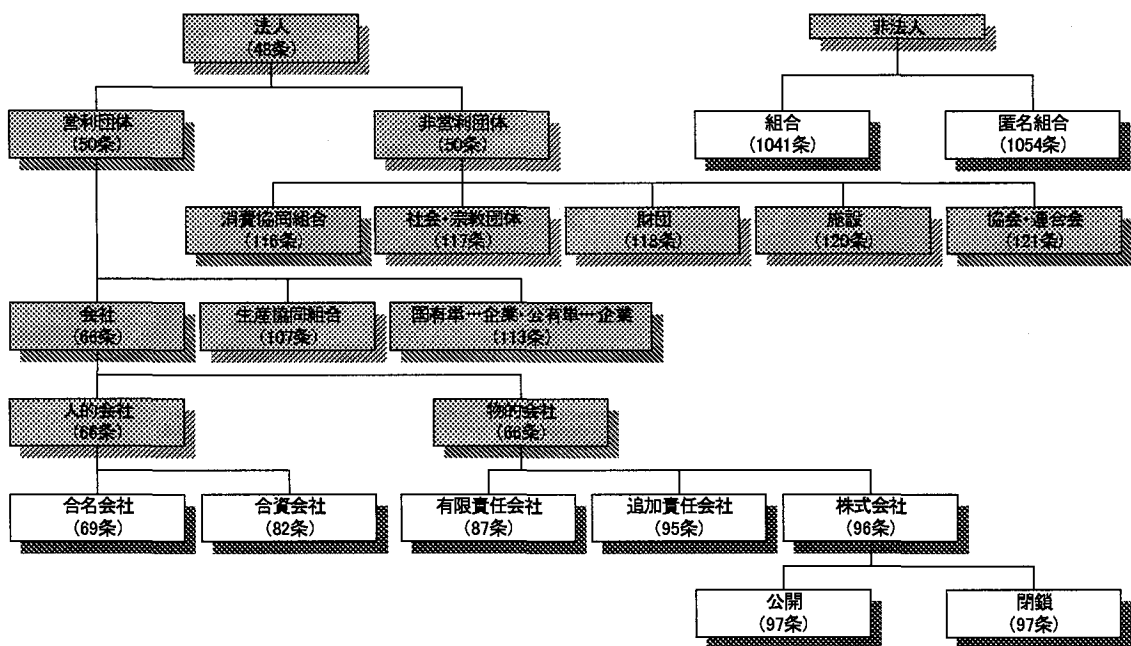 法人
(48条)
非法人
営利団体
(50条)
非営利団体
(50条)
組合
(1041条)
匿名組合
(1054条)
消費協同組合
(116条)
社会・宗教団体
(117条)
財団
(118条)
施設
(120条)
協会・連合会
(121条)
会社
(66条)
生産協同組合
(107条)
国有単一企業・公有単一企業
(113条)
人的会社
(66条)
物的会社
(66条)
合名会社
(69条)
合資会社
(82条)
有限責任会社
(87条)
追加責任会社
(95条)
株式会社
(96条)
公開
(97条)
閉鎖
(97条)